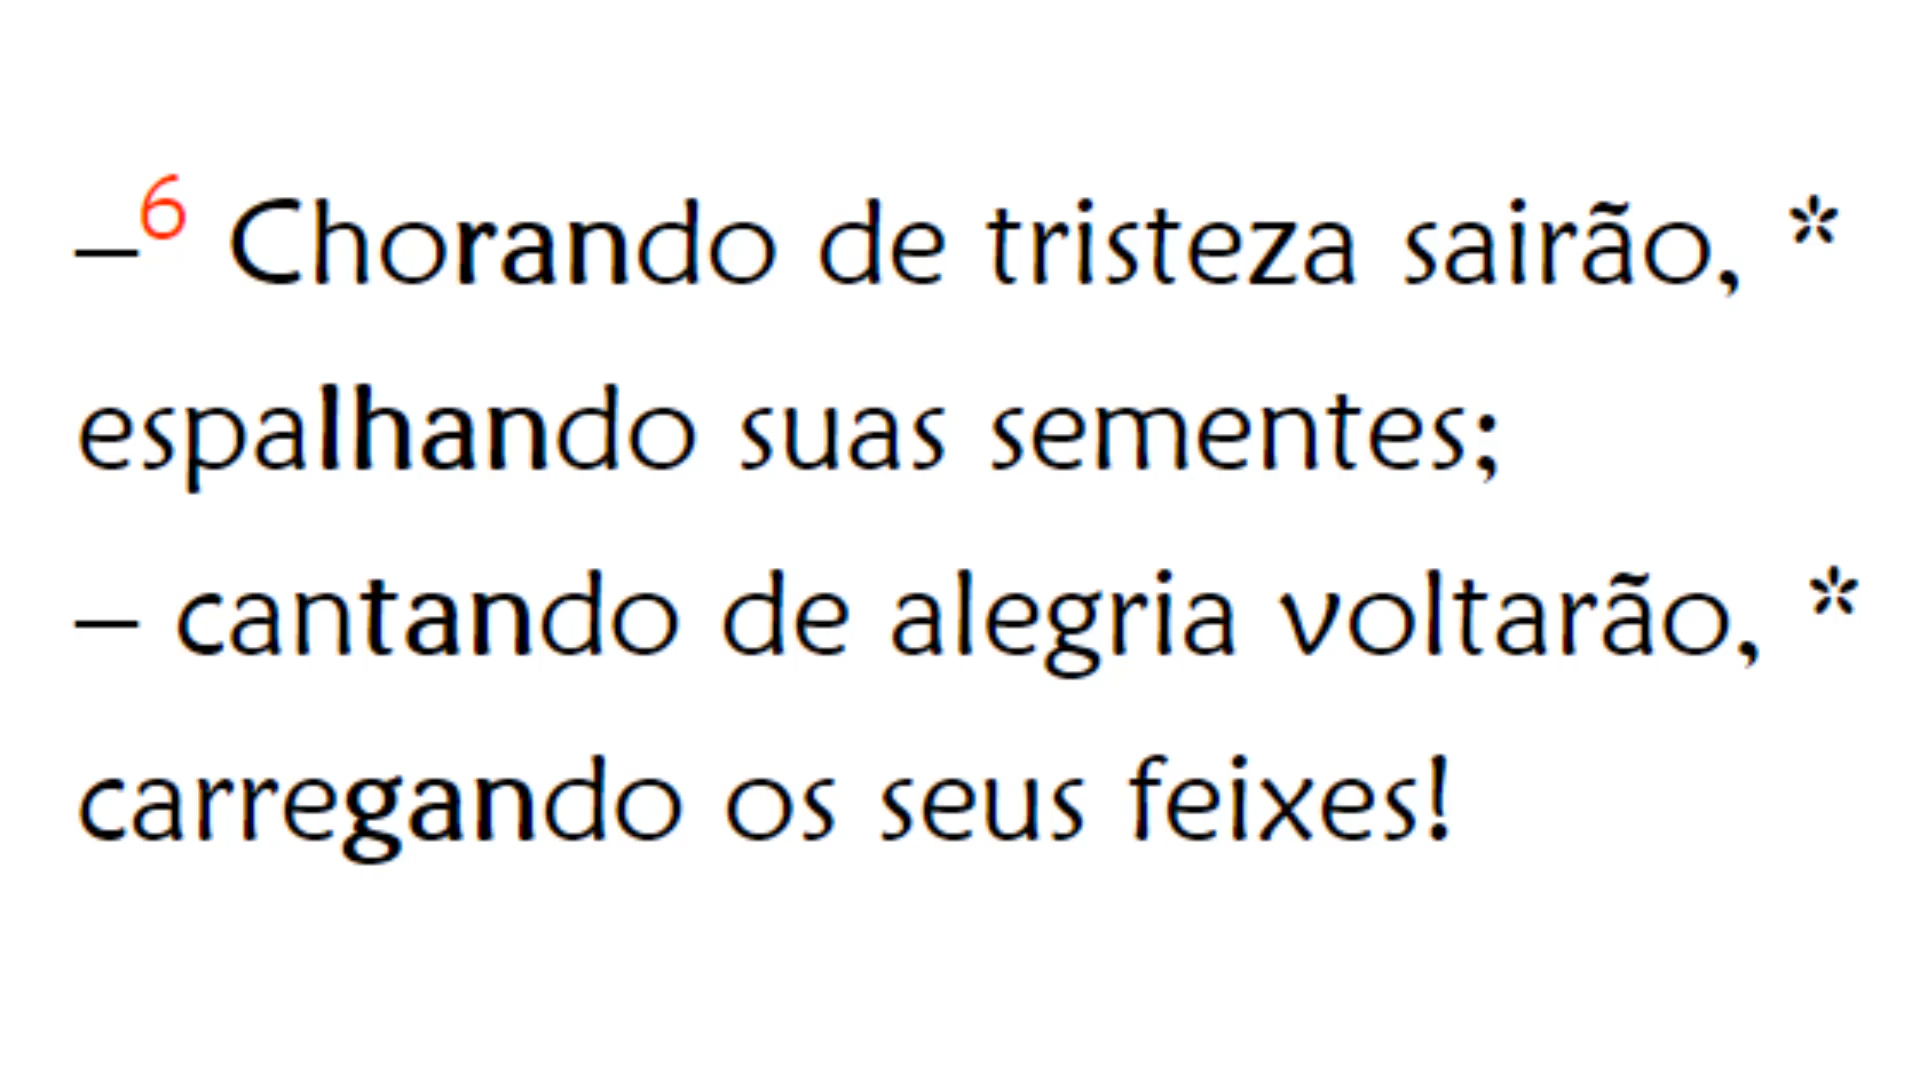 –6 Chorando de tristeza sairão, *
espalhando suas sementes;
– cantando de alegria voltarão, *
carregando os seus feixes!